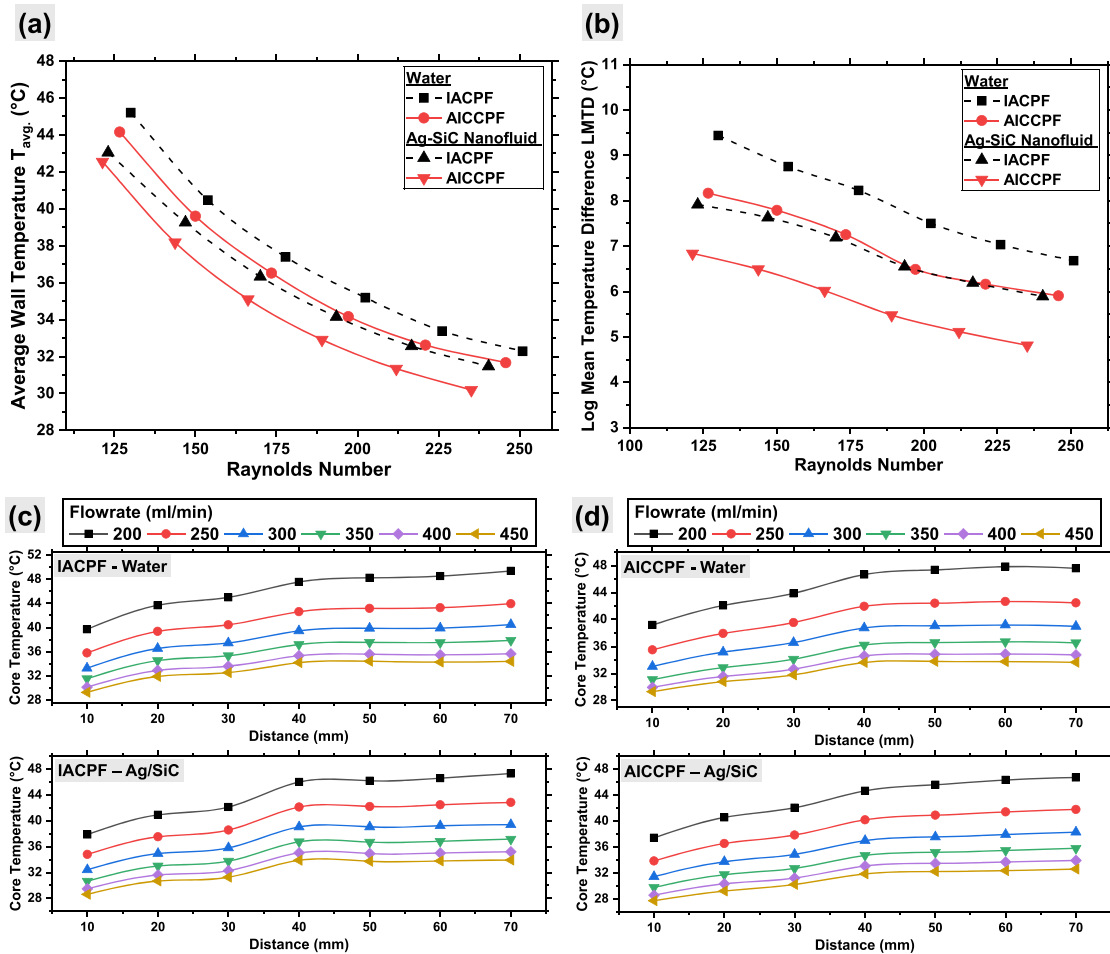 (a)
Average Wall Temperature Tavg. (°C)
48
46
44
42
40
38
36
34
32
30
28
125 150 175 200 225 250
Raynolds Number
Water
IACPF
AICCPF
Ag-SiC Nanofluid
IACPF
AICCPF
(b)
Log Mean Temperature Difference LMTD (°C)
11
10
9
8
7
6
5
4
3
100 125 150 175 200 225 250
Raynolds Number
Water
IACPF
AICCPF
Ag-SiC Nanofluid
IACPF
AICCPF
(c)
Flowrate (ml/min)
200 250 300 350 400 450
IACPF - Water
Core Temperature (°C)
52
48
44
40
36
32
28
10 20 30 40 50 60 70
Distance (mm)
IACPF – Ag/SiC
Core Temperature (°C)
48
44
40
36
32
28
10 20 30 40 50 60 70
Distance (mm)
(d)
Flowrate (ml/min)
200 250 300 350 400 450
AICCPF - Water
Core Temperature (°C)
48
44
40
36
32
28
10 20 30 40 50 60 70
Distance (mm)
AICCPF – Ag/SiC
Core Temperature (°C)
48
44
40
36
32
28
10 20 30 40 50 60 70
Distance (mm)